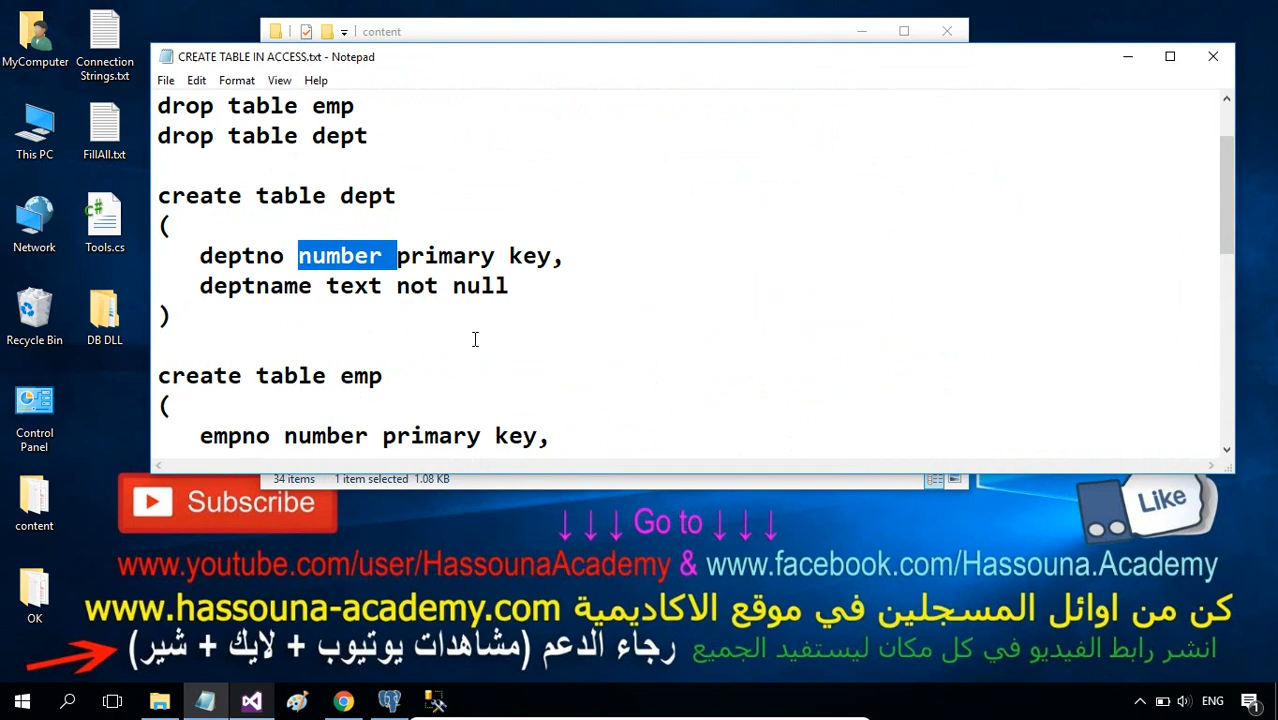 content
CREATE TABLE IN ACCESS.txt - Notepad
File Edit Format View Help
drop table emp
drop table dept
create table dept
(
deptno number primary key,
deptname text not null
)
create table emp
(
empno number primary key,
34 items 1 item selected 1.08 KB
MyComputer
Connection Strings.txt
This PC
FillAll.txt
Network
C#
Tools.cs
Recycle Bin
DB DLL
Control Panel
content
OK
Subscribe
↓↓↓ Go to ↓↓↓
Like
www.youtube.com/user/HassounaAcademy & www.facebook.com/Hassouna.Academy
كن من اوائل المسجلين في موقع الاكاديمية www.hassouna-academy.com
انشر رابط الفيديو في كل مكان ليستفيد الجميع رجاء الدعم (مشاهدات يوتيوب + لايك + شير)
ENG
1